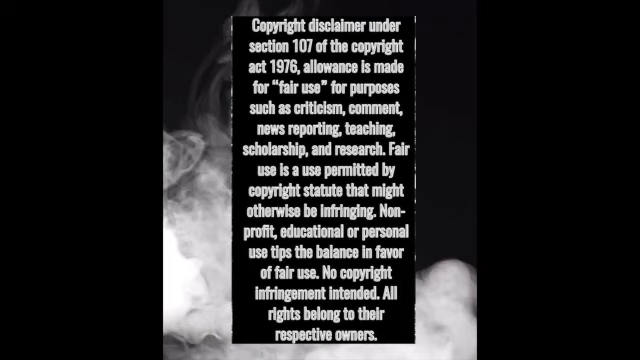 Copyright disclaimer under
section 107 of the copyright
act 1976, allowance is made
for “fair use” for purposes
such as criticism, comment,
news reporting, teaching,
scholarship, and research. Fair
use is a use permitted by
copyright statute that might
otherwise be infringing. Non-
profit, educational or personal
use tips the balance in favor
of fair use. No copyright
infringement intended. All
rights belong to their
respective owners.